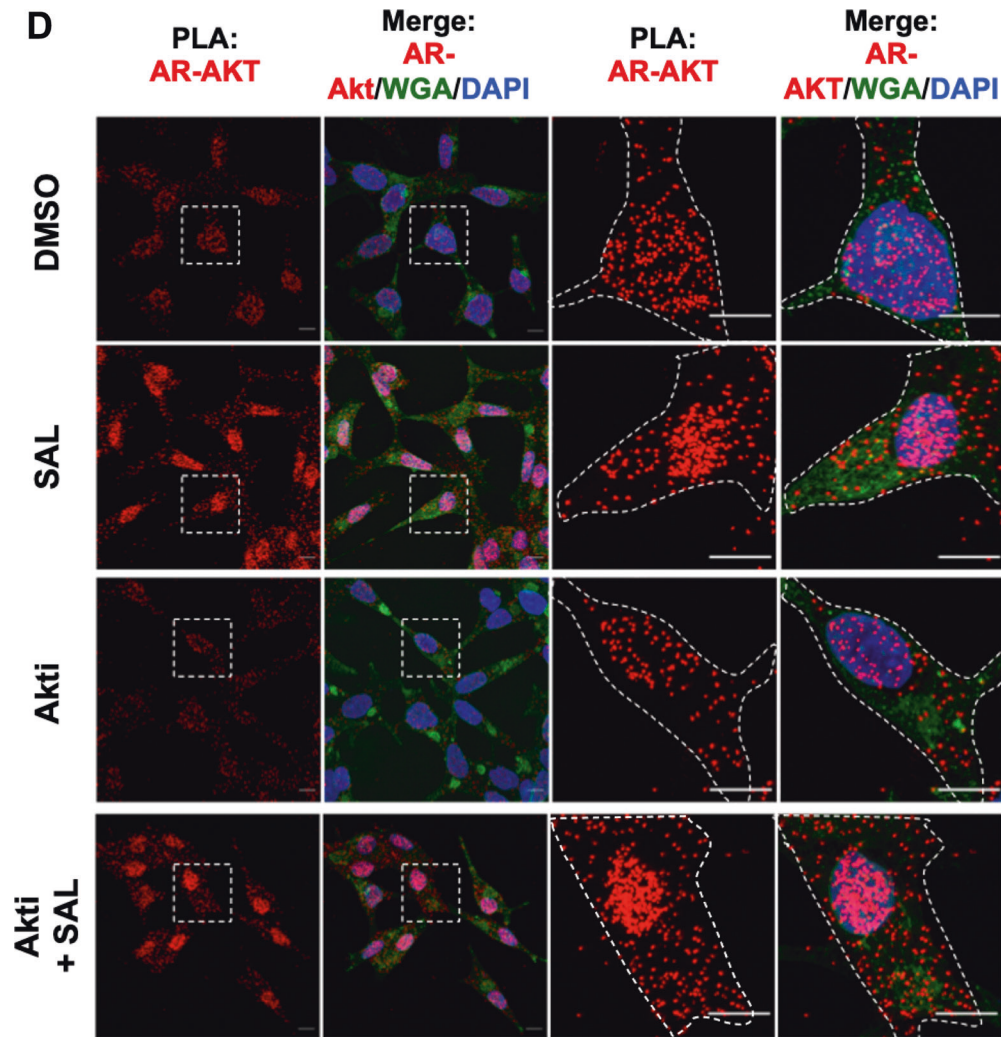 D
PLA:
AR-AKT
Merge:
AR-
Akt/WGA/DAPI
PLA:
AR-AKT
Merge:
AR-
AKT/WGA/DAPI
DMSO
SAL
Akti
Akti
+ SAL